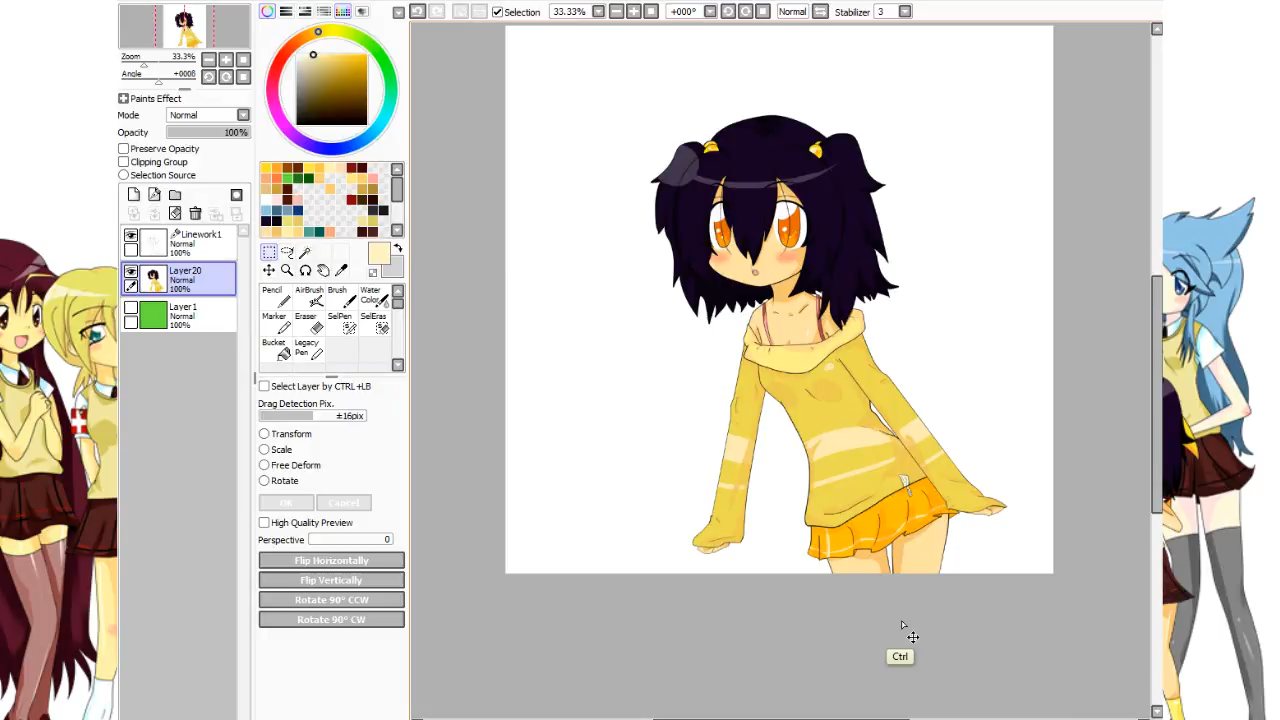 Selection 33.33% +000° Normal Stabilizer 3
Zoom 33.3%
Angle
Paints Effect
Mode Normal
Opacity 100%
Preserve Opacity
Clipping Group
Selection Source
Linework1
Normal
100%
Layer20
Normal
100%
Layer1
Normal
100%
Pencil AirBrush Brush Water Color
Marker Eraser SelPen SelEras
Bucket Legacy Pen
Select Layer by CTRL+LB
Drag Detection Pix.
±16pix
Transform
Scale
Free Deform
Rotate
OK Cancel
High Quality Preview
Perspective 0
Flip Horizontally
Flip Vertically
Rotate 90° CCW
Rotate 90° CW
Ctrl